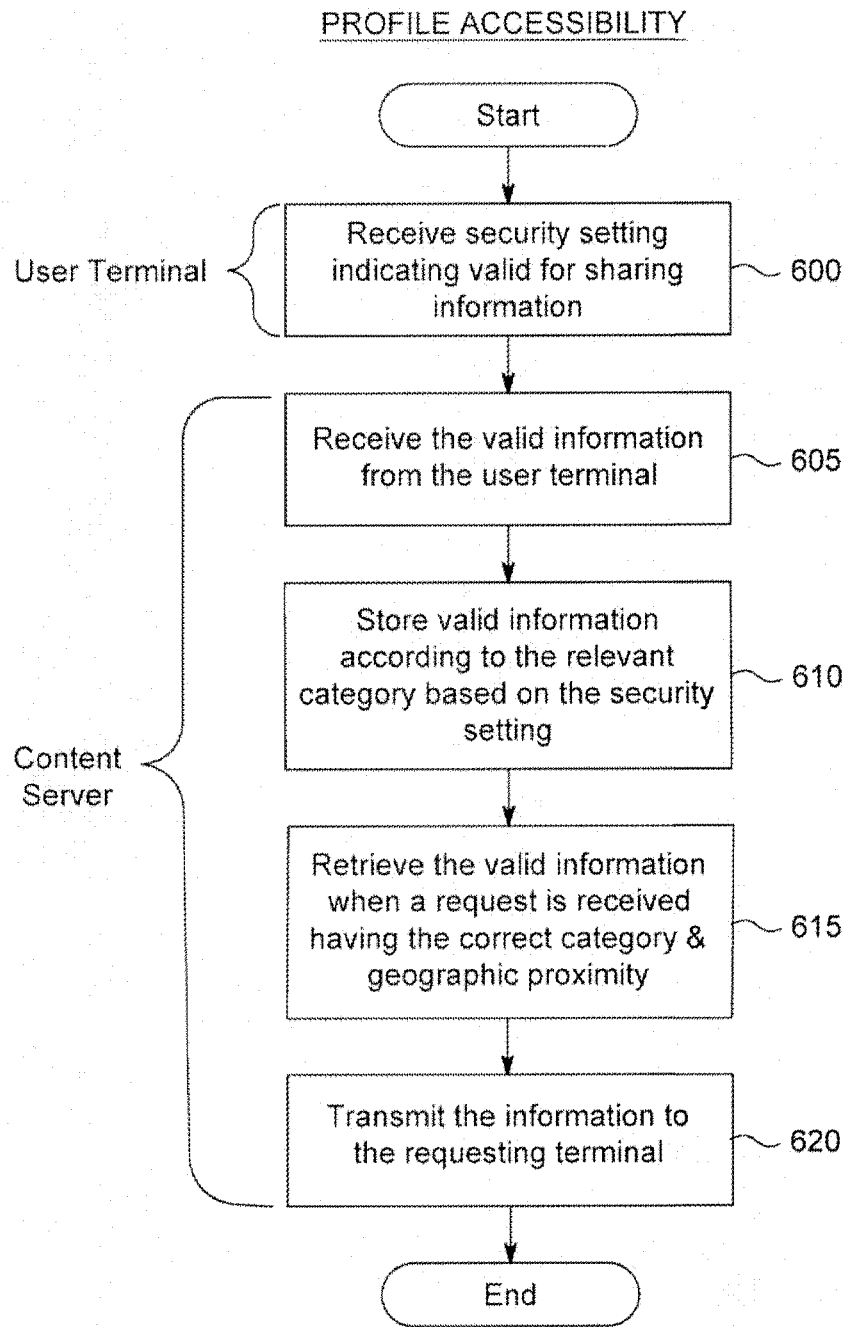 PROFILE ACCESSIBILITY
Start
User Terminal
Receive security setting
indicating valid for sharing
information
600
Receive the valid information
from the user terminal
605
Store valid information
according to the relevant
category based on the security
setting
610
Content
Server
Retrieve the valid information
when a request is received
having the correct category &
geographic proximity
615
Transmit the information to
the requesting terminal
620
End